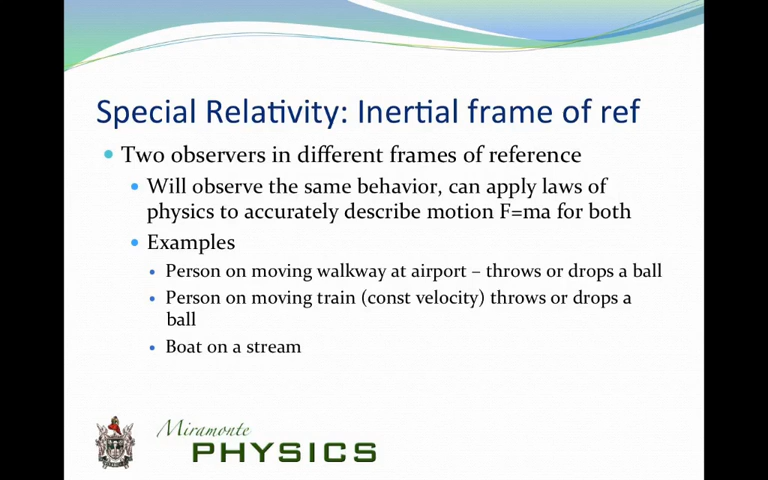 Special Relativity: Inertial frame of ref
Two observers in different frames of reference
Will observe the same behavior, can apply laws of
physics to accurately describe motion F=ma for both
Examples
Person on moving walkway at airport – throws or drops a ball
Person on moving train (const velocity) throws or drops a
ball
Boat on a stream
Miramonte
PHYSICS